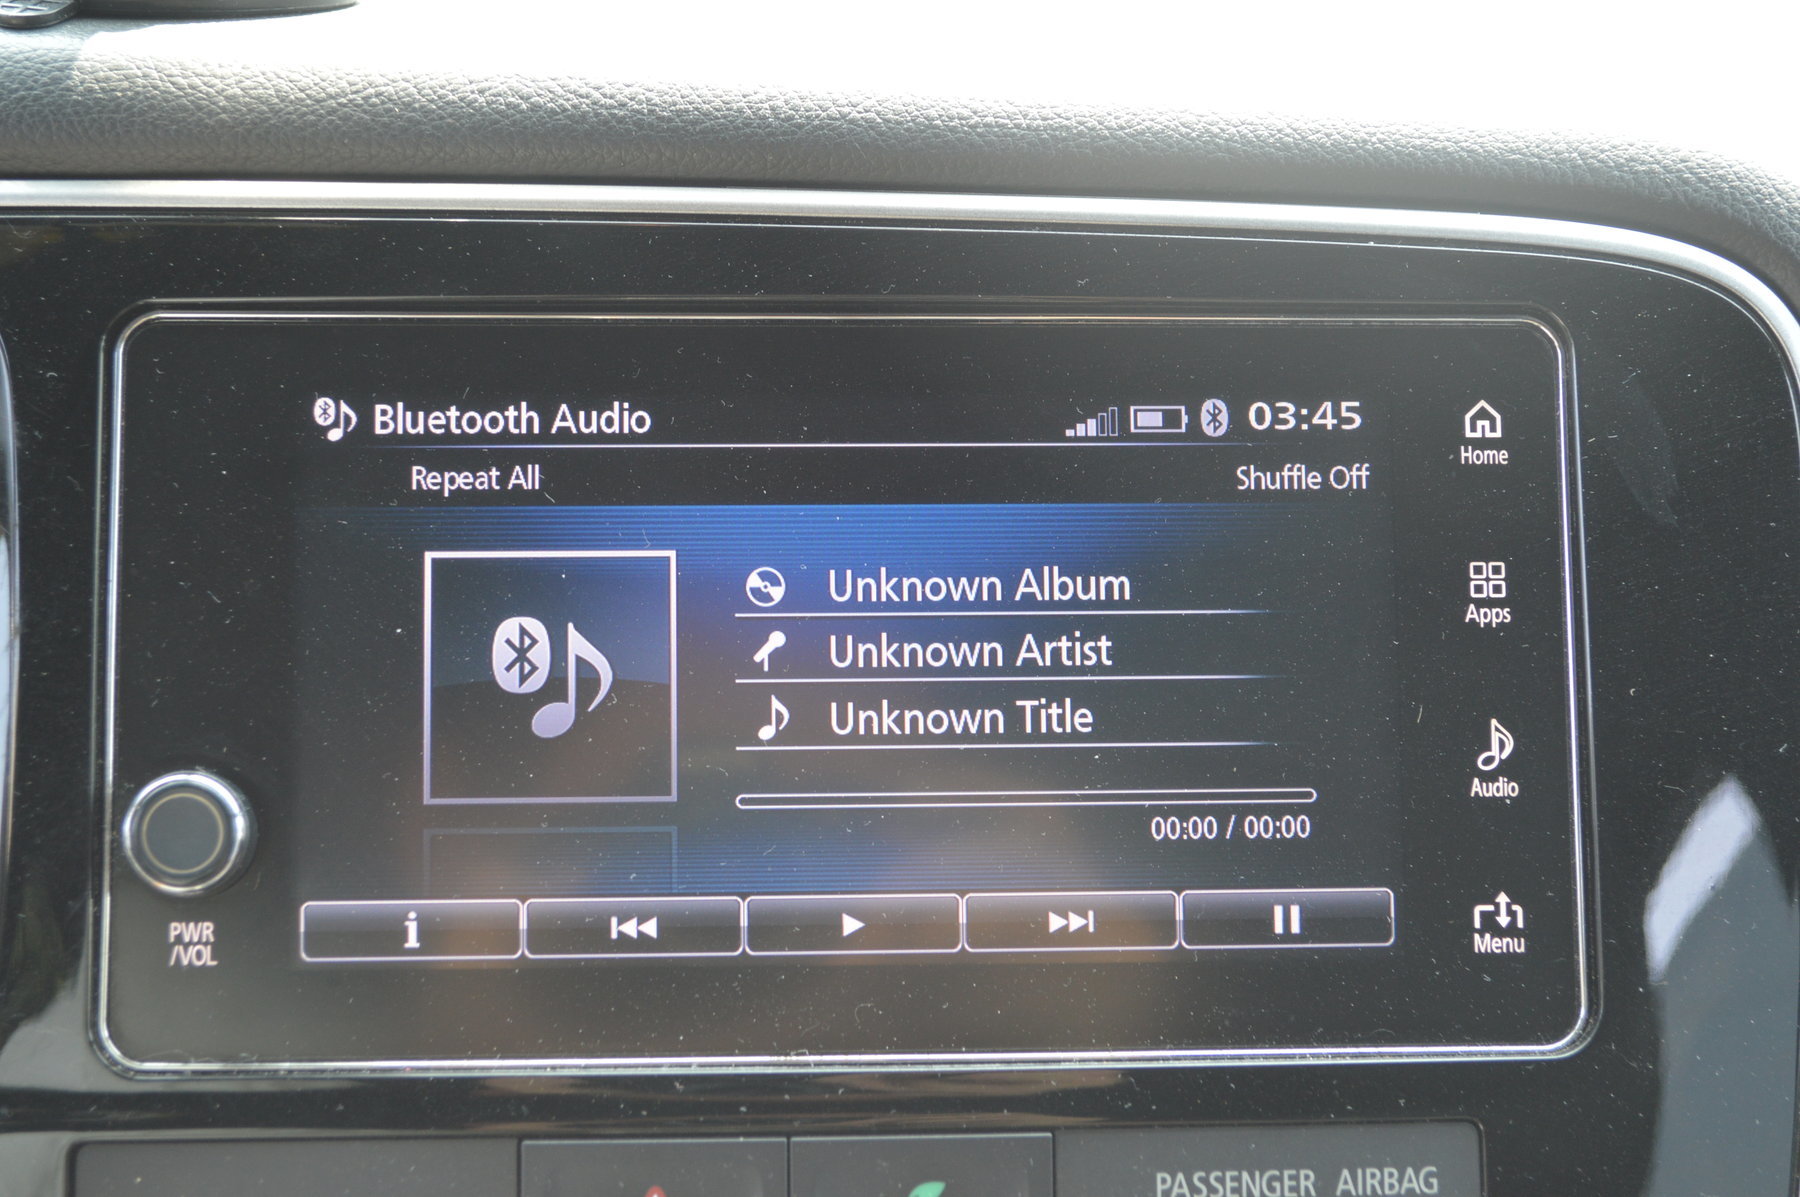 Bluetooth Audio 03:45
Repeat All Shuffle Off
Home
Unknown Album
Apps
Unknown Artist
Unknown Title
Audio
00:00 / 00:00
i
PWR
/VOL
Menu
PASSENGER AIRBAG